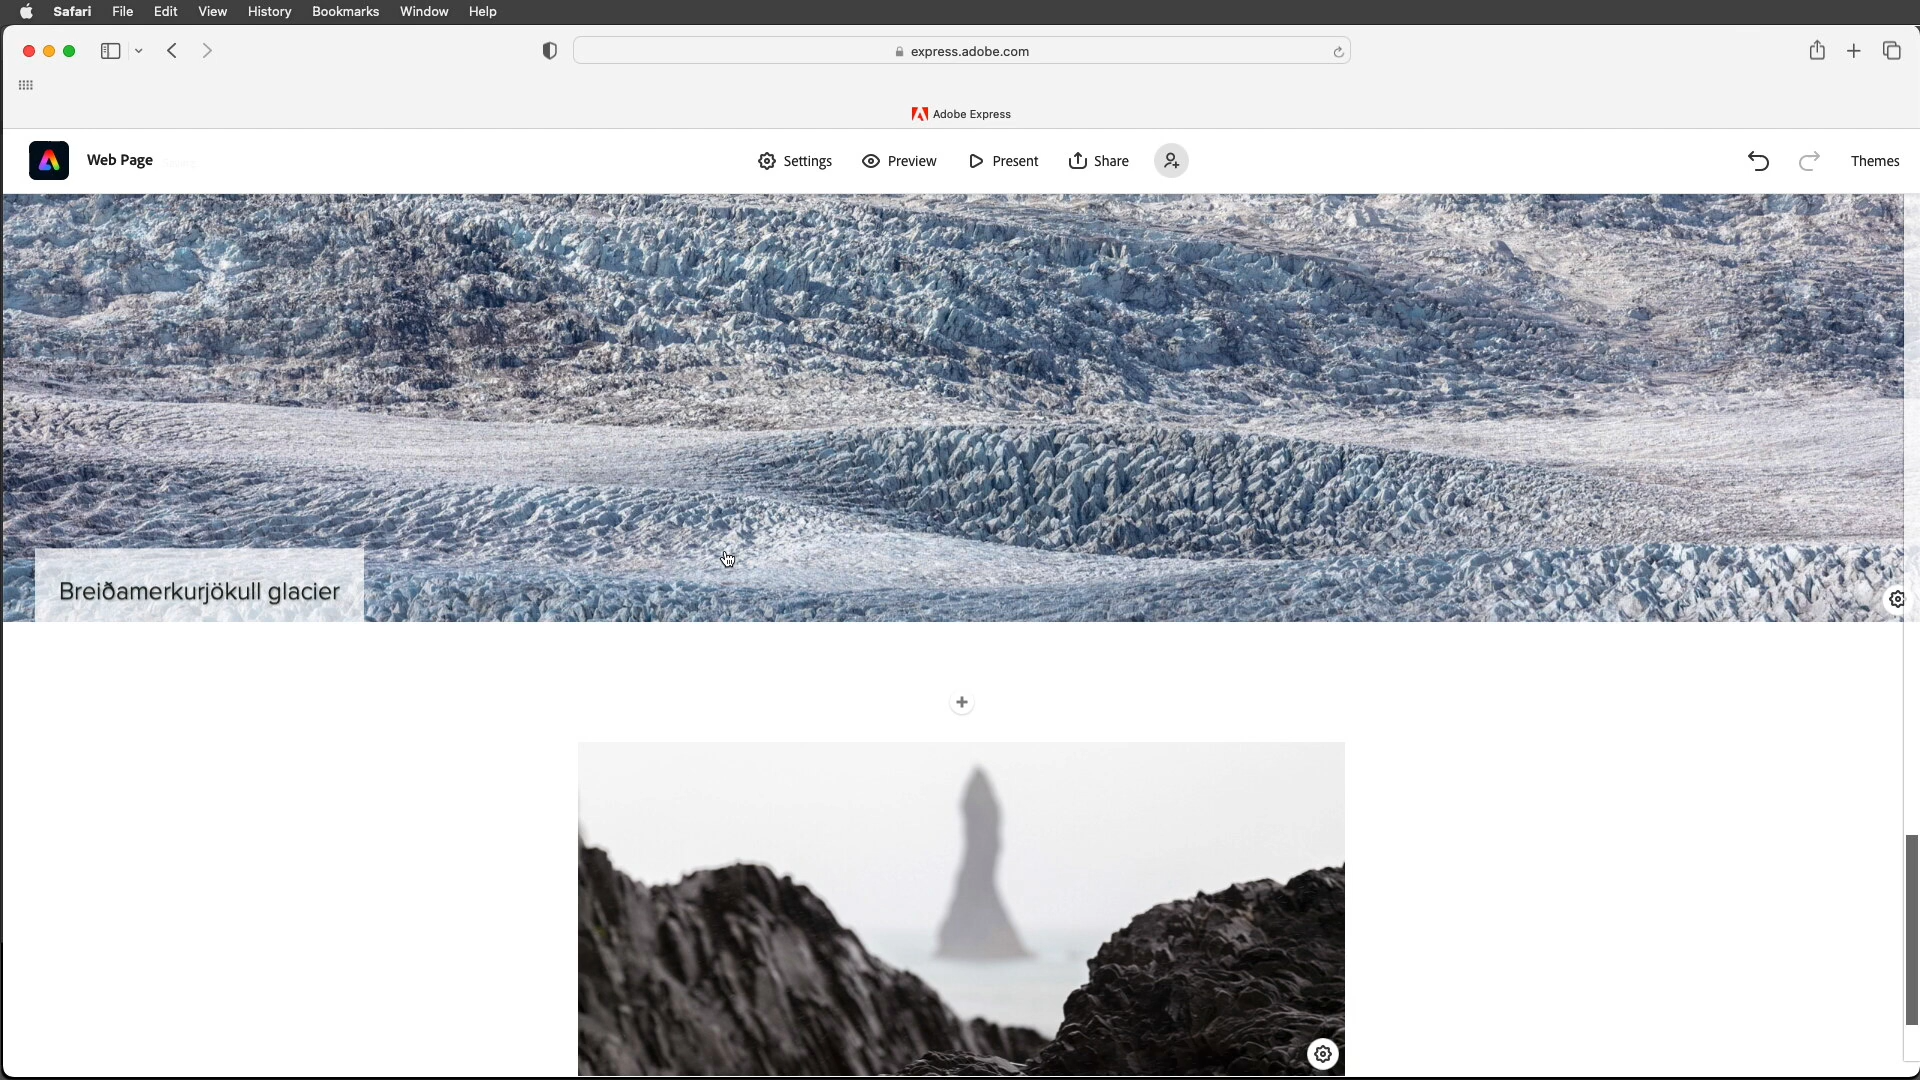 Safari File Edit View History Bookmarks Window Help
express.adobe.com
Adobe Express
Web Page
Settings Preview Present Share
Themes
Breiðamerkurjökull glacier